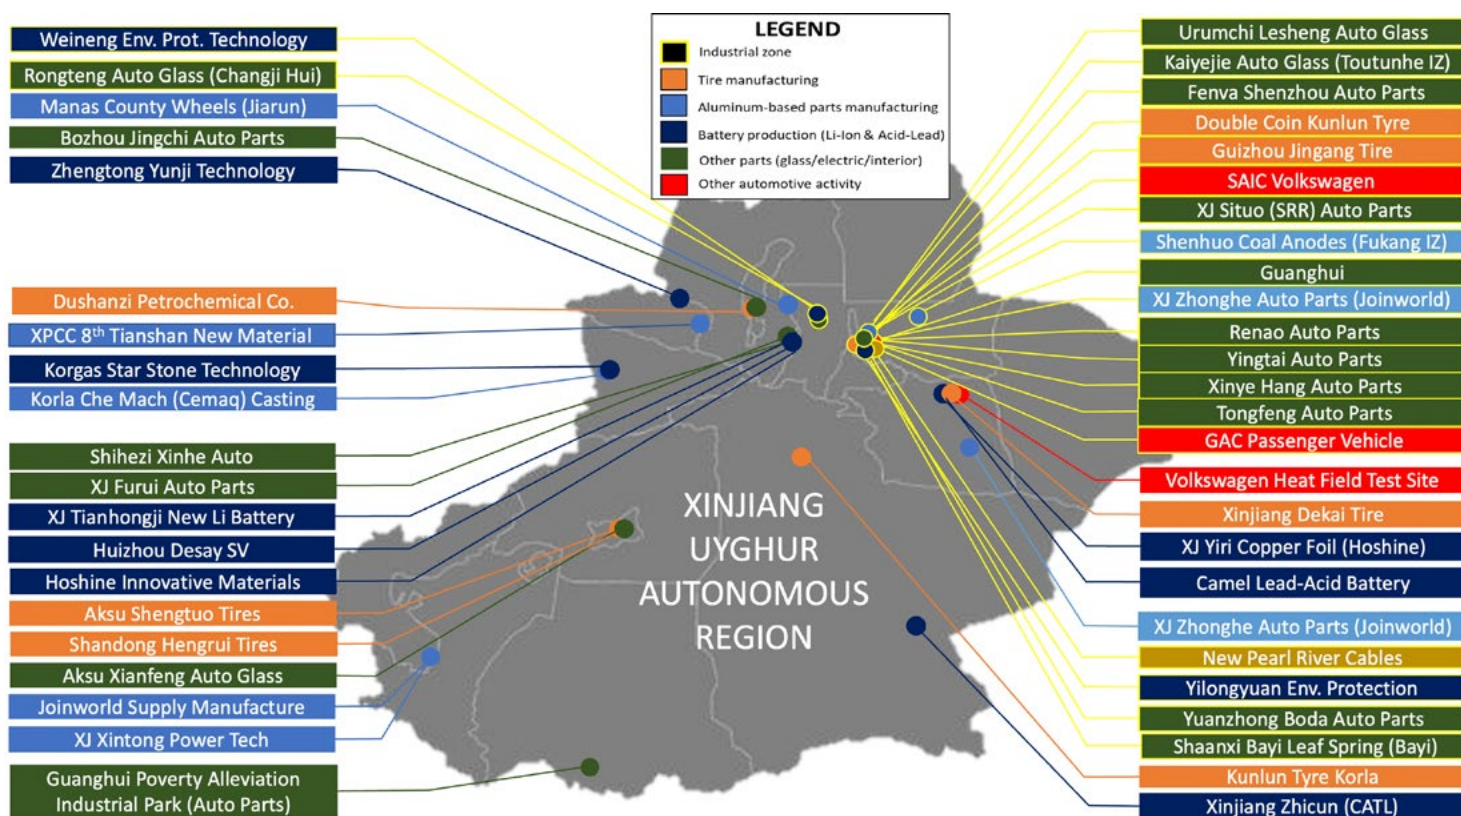 Weineng Env. Prot. Technology
Rongteng Auto Glass (Changji Hui)
Manas County Wheels (Jiarun)
Bozhou Jingchi Auto Parts
Zhengtong Yunji Technology
Dushanzi Petrochemical Co.
XPCC 8th Tianshan New Material
Korgas Star Stone Technology
Korla Che Mach (Cemaq) Casting
Shihezi Xinhe Auto
XJ Furui Auto Parts
XJ Tianhongji New Li Battery
Huizhou Desay SV
Hoshine Innovative Materials
Aksu Shengtuo Tires
Shandong Hengrui Tires
Aksu Xianfeng Auto Glass
Joinworld Supply Manufacture
XJ Xintong Power Tech
Guanghui Poverty Alleviation
Industrial Park (Auto Parts)
LEGEND
Industrial zone
Tire manufacturing
Aluminum-based parts manufacturing
Battery production (Li-Ion & Acid-Lead)
Other parts (glass/electric/interior)
Other automotive activity
XINJIANG
UYGHUR
AUTONOMOUS
REGION
Urumchi Lesheng Auto Glass
Kaiyejie Auto Glass (Toutunhe IZ)
Fenva Shenzhou Auto Parts
Double Coin Kunlun Tyre
Guizhou Jingang Tire
SAIC Volkswagen
XJ Situo (SRR) Auto Parts
Shenhuo Coal Anodes (Fukang IZ)
Guanghui
XJ Zhonghe Auto Parts (Joinworld)
Renao Auto Parts
Yingtai Auto Parts
Xinye Hang Auto Parts
Tongfeng Auto Parts
GAC Passenger Vehicle
Volkswagen Heat Field Test Site
Xinjiang Dekai Tire
XJ Yiri Copper Foil (Hoshine)
Camel Lead-Acid Battery
XJ Zhonghe Auto Parts (Joinworld)
New Pearl River Cables
Yilongyuan Env. Protection
Yuanzhong Boda Auto Parts
Shaanxi Bayi Leaf Spring (Bayi)
Kunlun Tyre Korla
Xinjiang Zhicun (CATL)